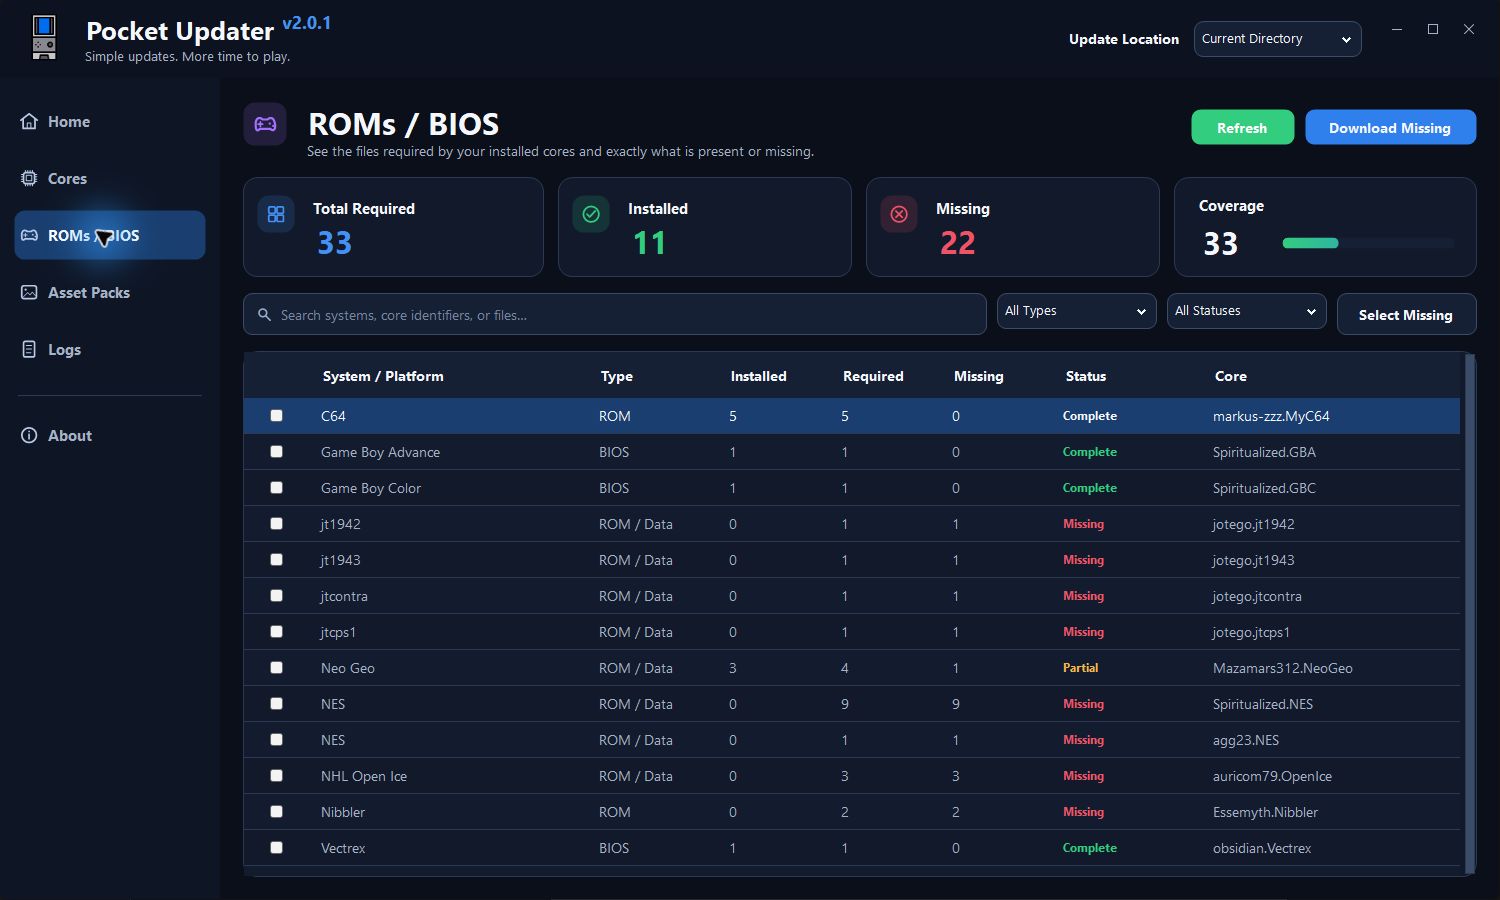 Pocket Updater v2.0.1
Simple updates. More time to play.
Update Location
Current Directory
Home
Cores
ROMs / BIOS
Asset Packs
Logs
About
ROMs / BIOS
See the files required by your installed cores and exactly what is present or missing.
Refresh
Download Missing
Total Required
33
Installed
11
Missing
22
Coverage
33
Search systems, core identifiers, or files...
All Types
All Statuses
Select Missing
System / Platform Type Installed Required Missing Status Core
C64 ROM 5 5 0 Complete markus-zzz.MyC64
Game Boy Advance BIOS 1 1 0 Complete Spiritualized.GBA
Game Boy Color BIOS 1 1 0 Complete Spiritualized.GBC
jt1942 ROM / Data 0 1 1 Missing jotego.jt1942
jt1943 ROM / Data 0 1 1 Missing jotego.jt1943
jtcontra ROM / Data 0 1 1 Missing jotego.jtcontra
jtcps1 ROM / Data 0 1 1 Missing jotego.jtcps1
Neo Geo ROM / Data 3 4 1 Partial Mazamars312.NeoGeo
NES ROM / Data 0 9 9 Missing Spiritualized.NES
NES ROM / Data 0 1 1 Missing agg23.NES
NHL Open Ice ROM / Data 0 3 3 Missing auricom79.OpenIce
Nibbler ROM 0 2 2 Missing Essemyth.Nibbler
Vectrex BIOS 1 1 0 Complete obsidian.Vectrex